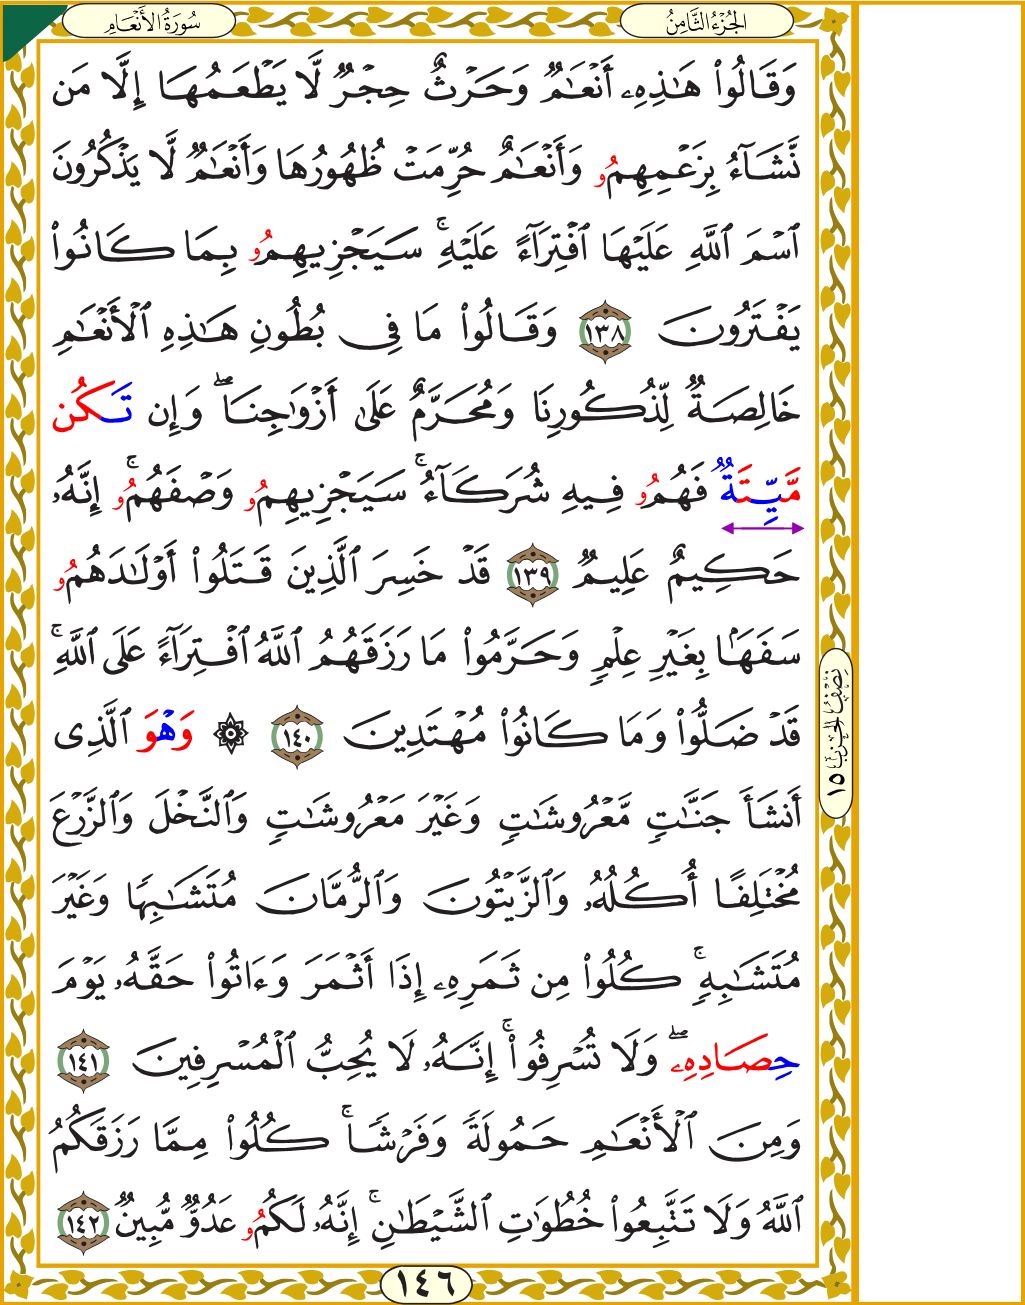 سُورَةُ الأَنْعَامِ
الجُزْءُ الثَّامِنُ
وَقَالُوا۟ هَـٰذِهِۦ أَنْعَـٰمٌ وَحَرْثٌ حِجْرٌ لَّا يَطْعَمُهَا إِلَّا مَن
نَّشَآءُ بِزَعْمِهِمُۥ وَأَنْعَـٰمٌ حُرِّمَتْ ظُهُورُهَا وَأَنْعَـٰمٌ لَّا يَذْكُرُونَ
ٱسْمَ ٱللَّهِ عَلَيْهَا ٱفْتِرَآءً عَلَيْهِ ۚ سَيَجْزِيهِمُۥ بِمَا كَانُوا۟
يَفْتَرُونَ ١٣٨ وَقَالُوا۟ مَا فِى بُطُونِ هَـٰذِهِ ٱلْأَنْعَـٰمِ
خَالِصَةٌ لِّذُكُورِنَا وَمُحَرَّمٌ عَلَىٰ أَزْوَٰجِنَا ۖ وَإِن تَكُن
مَّيِّتَةٌ فَهُمُۥ فِيهِ شُرَكَآءُ ۚ سَيَجْزِيهِمُۥ وَصْفَهُمُۥ ۚ إِنَّهُۥ
حَكِيمٌ عَلِيمٌ ١٣٩ قَدْ خَسِرَ ٱلَّذِينَ قَتَلُوا۟ أَوْلَـٰدَهُمُۥ
سَفَهًۢا بِغَيْرِ عِلْمٍ وَحَرَّمُوا۟ مَا رَزَقَهُمُ ٱللَّهُ ٱفْتِرَآءً عَلَى ٱللَّهِ ۚ
قَدْ ضَلُّوا۟ وَمَا كَانُوا۟ مُهْتَدِينَ ١٤٠ ۞ وَهْوَ ٱلَّذِى
أَنشَأَ جَنَّـٰتٍ مَّعْرُوشَـٰتٍ وَغَيْرَ مَعْرُوشَـٰتٍ وَٱلنَّخْلَ وَٱلزَّرْعَ
مُخْتَلِفًا أُكُلُهُۥ وَٱلزَّيْتُونَ وَٱلرُّمَّانَ مُتَشَـٰبِهًا وَغَيْرَ
مُتَشَـٰبِهٍ ۚ كُلُوا۟ مِن ثَمَرِهِۦ إِذَا أَثْمَرَ وَءَاتُوا۟ حَقَّهُۥ يَوْمَ
حِصَادِهِۦ ۖ وَلَا تُسْرِفُوا۟ ۚ إِنَّهُۥ لَا يُحِبُّ ٱلْمُسْرِفِينَ ١٤١
وَمِنَ ٱلْأَنْعَـٰمِ حَمُولَةً وَفَرْشًا ۚ كُلُوا۟ مِمَّا رَزَقَكُمُ
ٱللَّهُ وَلَا تَتَّبِعُوا۟ خُطُوَٰتِ ٱلشَّيْطَـٰنِ ۚ إِنَّهُۥ لَكُمُۥ عَدُوٌّ مُّبِينٌ ١٤٢
نِصْفُ الحِزْبِ ١٥
١٤٦